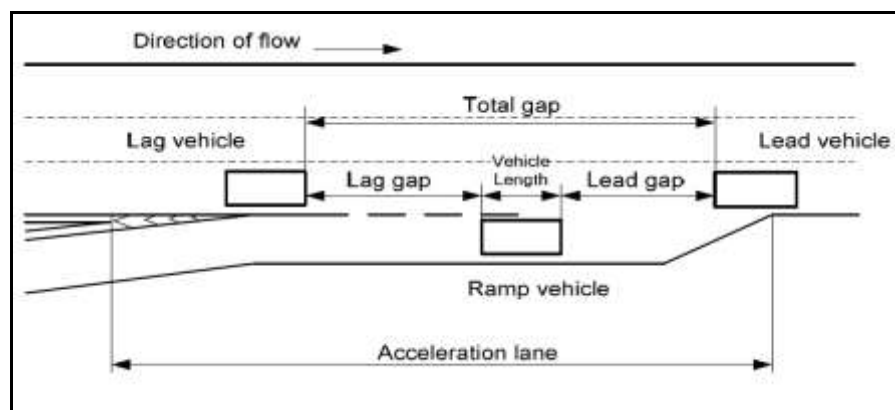 Direction of flow
Total gap
Lag vehicle
Lead vehicle
Vehicle
Length
Lag gap
Lead gap
Ramp vehicle
Acceleration lane